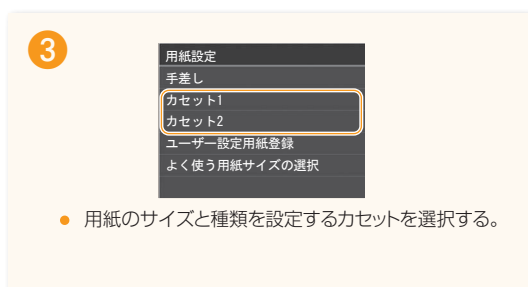 3
用紙設定
手差し
カセット1
カセット2
ユーザー設定用紙登録
よく使う用紙サイズの選択
● 用紙のサイズと種類を設定するカセットを選択する。